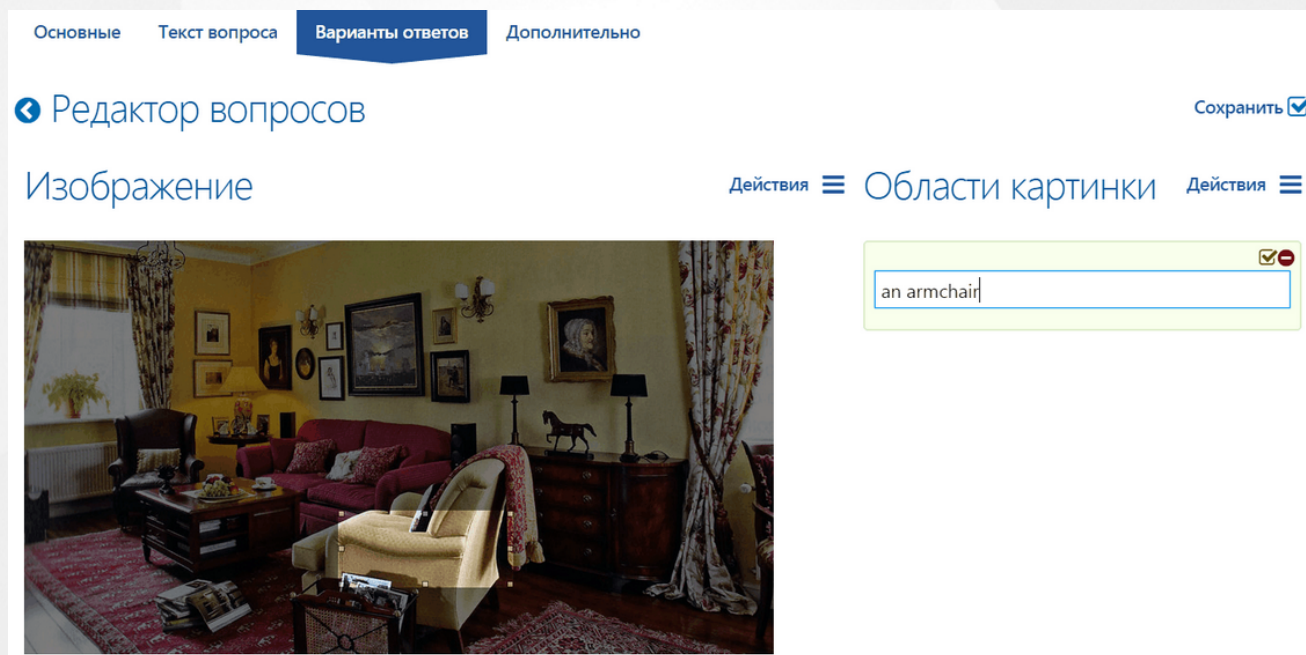 Основные Текст вопроса Варианты ответов Дополнительно
Редактор вопросов
Сохранить
Изображение
Действия
Области картинки
Действия
an armchair